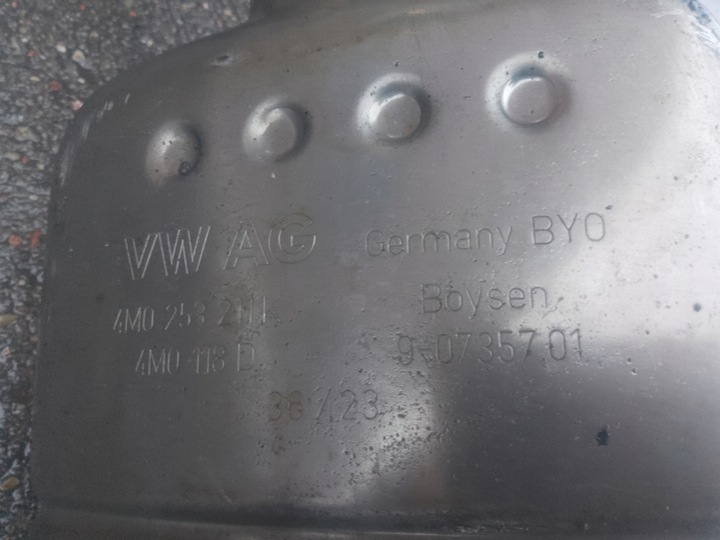 VW AG Germany BYO
4M0 253 211 Boysen
4M0 118 D 9-07357 01
38/23